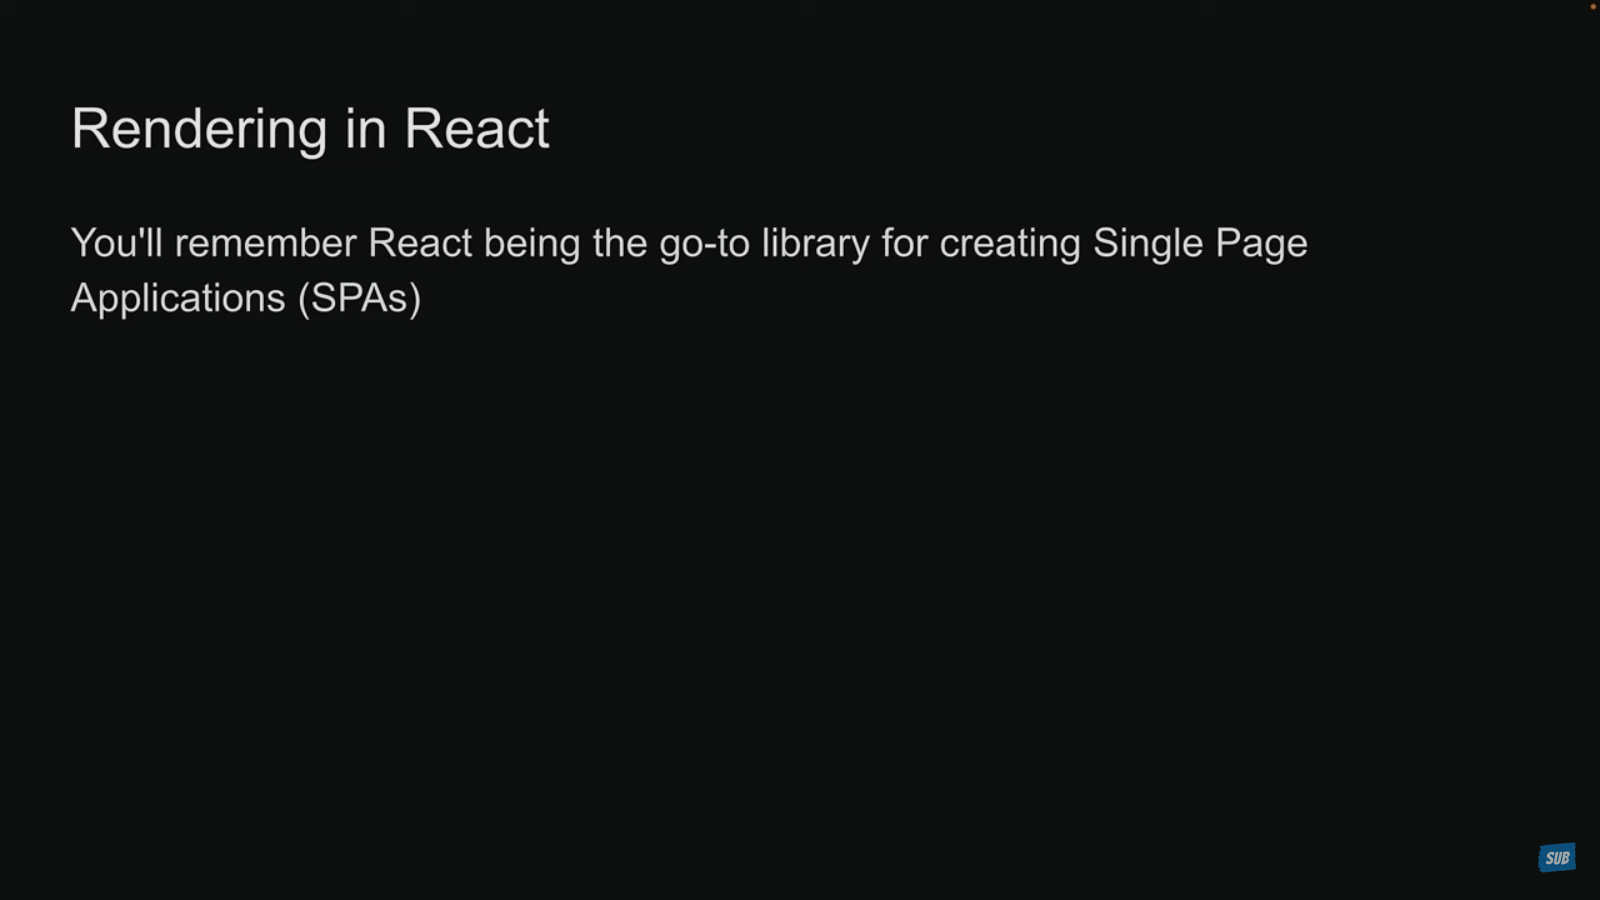 Rendering in React
You'll remember React being the go-to library for creating Single Page
Applications (SPAs)
SUB